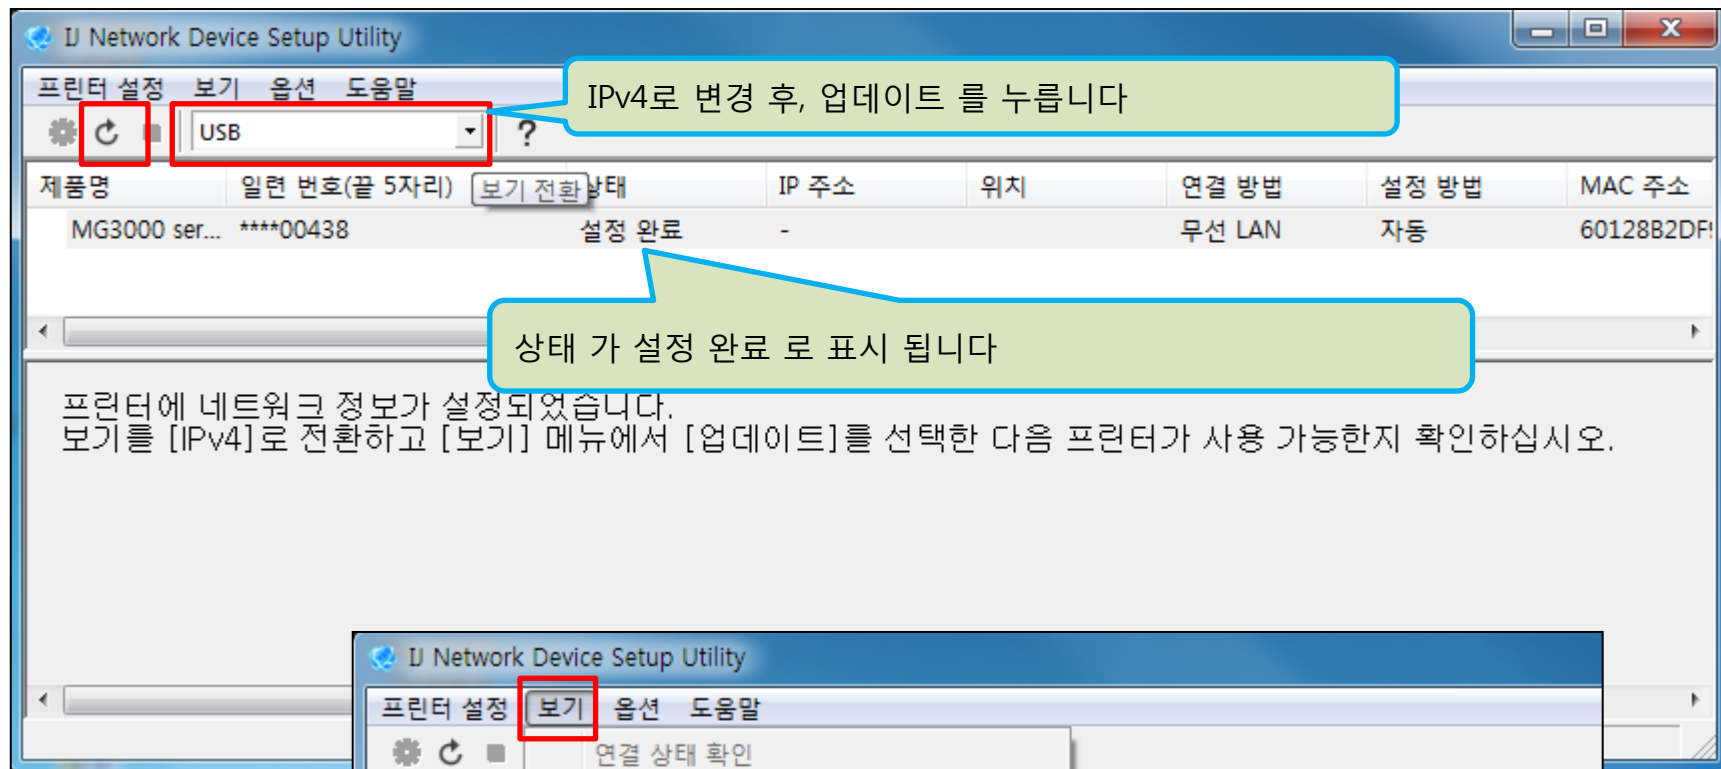 IJ Network Device Setup Utility
프린터 설정 보기 옵션 도움말
IPv4로 변경 후, 업데이트 를 누릅니다
USB ?
제품명 일련 번호(끝 5자리) 보기 전환 상태 IP 주소 위치 연결 방법 설정 방법 MAC 주소
MG3000 ser... ****00438 설정 완료 - 무선 LAN 자동 60128B2DF
상태 가 설정 완료 로 표시 됩니다
프린터에 네트워크 정보가 설정되었습니다.
보기를 [IPv4]로 전환하고 [보기] 메뉴에서 [업데이트]를 선택한 다음 프린터가 사용 가능한지 확인하십시오.
IJ Network Device Setup Utility
프린터 설정 보기 옵션 도움말
연결 상태 확인